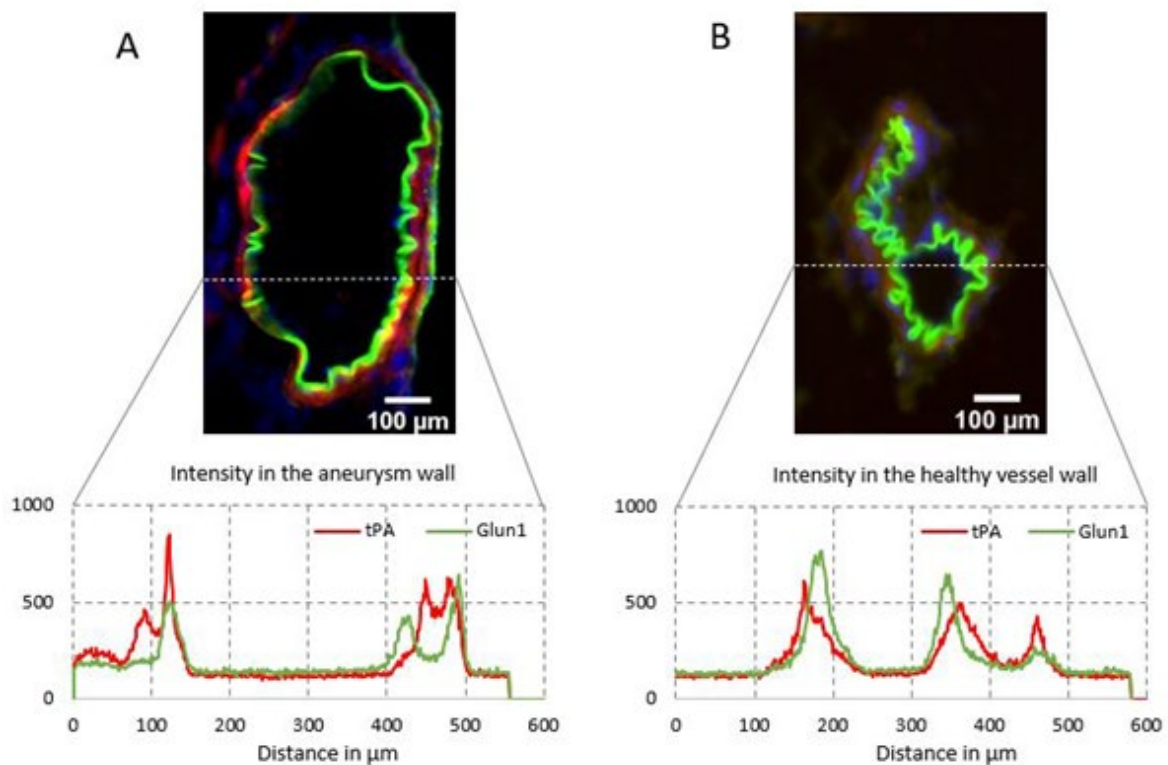 A
100 µm
Intensity in the aneurysm wall
1000
500
0
tPA
Glun1
0 100 200 300 400 500 600
Distance in µm
B
100 µm
Intensity in the healthy vessel wall
1000
500
0
tPA
Glun1
0 100 200 300 400 500 600
Distance in µm